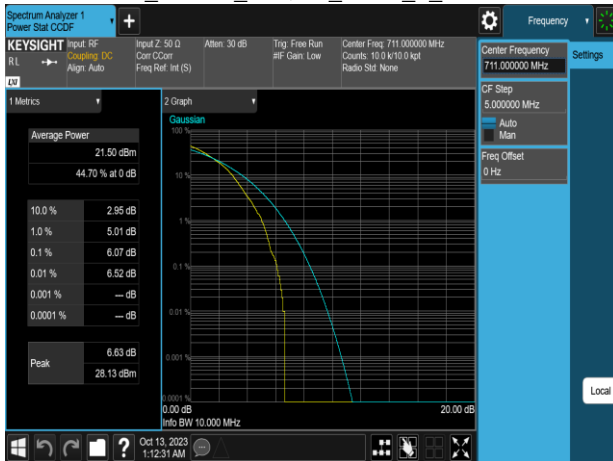 Spectrum Analyzer 1
Power Stat CCDF
Frequency
KEYSIGHT
RL
LXI
Input: RF
Coupling: DC
Align: Auto
Input Z: 50 Ω
Corr CCorr
Freq Ref: Int (S)
Atten: 30 dB
Trig: Free Run
#IF Gain: Low
Center Freq: 711.000000 MHz
Counts: 10.0 k/10.0 kpt
Radio Std: None
Center Frequency
711.000000 MHz
Settings
CF Step
5.000000 MHz
Auto
Man
Freq Offset
0 Hz
Local
1 Metrics
Average Power
21.50 dBm
44.70 % at 0 dB
10.0 % 2.95 dB
1.0 % 5.01 dB
0.1 % 6.07 dB
0.01 % 6.52 dB
0.001 % --- dB
0.0001 % --- dB
Peak
6.63 dB
28.13 dBm
2 Graph
Gaussian
100 %
10 %
1 %
0.1 %
0.01 %
0.001 %
0.0001 %
0.00 dB
20.00 dB
Info BW 10.000 MHz
?
Oct 13, 2023
1:12:31 AM